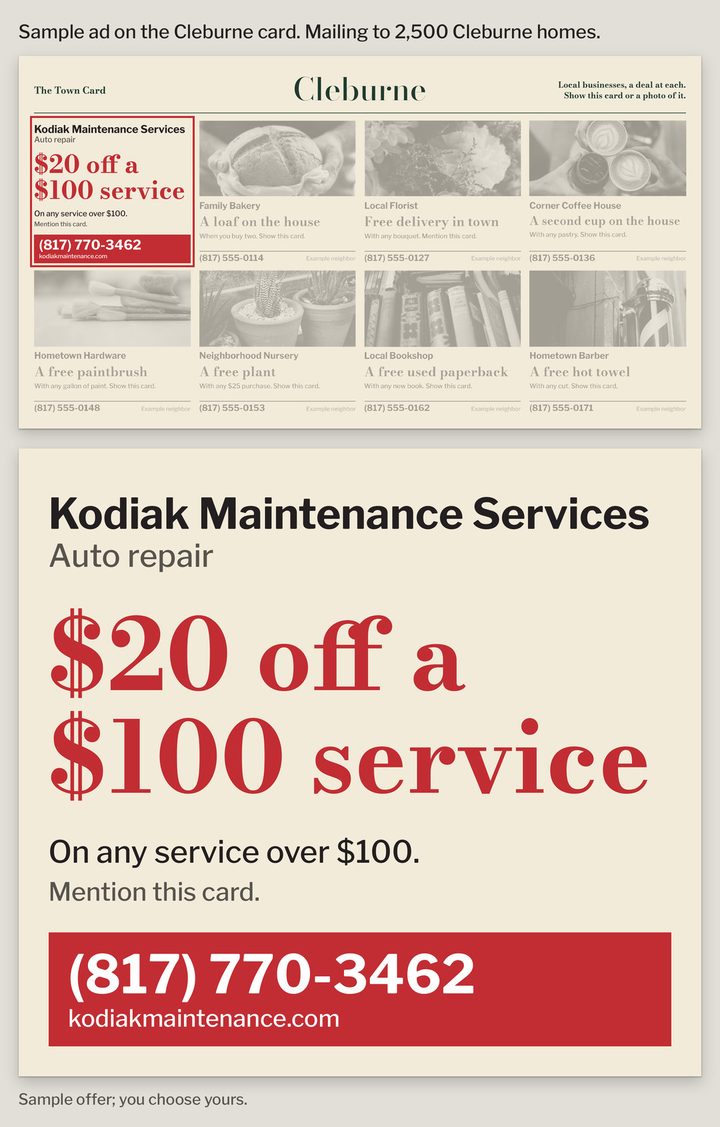 Sample ad on the Cleburne card. Mailing to 2,500 Cleburne homes.
The Town Card
Cleburne
Local businesses, a deal at each.
Show this card or a photo of it.
Kodiak Maintenance Services
Auto repair
$20 off a
$100 service
On any service over $100.
Mention this card.
(817) 770-3462
kodiakmaintenance.com
Family Bakery
A loaf on the house
When you buy two. Show this card.
(817) 555-0114
Local Florist
Free delivery in town
With any bouquet. Mention this card.
(817) 555-0127
Example neighbor
Corner Coffee House
A second cup on the house
With any pastry. Show this card.
(817) 555-0136
Example neighbor
Hometown Hardware
A free paintbrush
With any gallon of paint. Show this card.
(817) 555-0148
Example neighbor
Neighborhood Nursery
A free plant
With any $25 purchase. Show this card.
(817) 555-0153
Example neighbor
Local Bookshop
A free used paperback
With any new book. Show this card.
(817) 555-0162
Example neighbor
Hometown Barber
A free hot towel
With any cut. Show this card.
(817) 555-0171
Example neighbor
Kodiak Maintenance Services
Auto repair
$20 off a
$100 service
On any service over $100.
Mention this card.
(817) 770-3462
kodiakmaintenance.com
Sample offer; you choose yours.